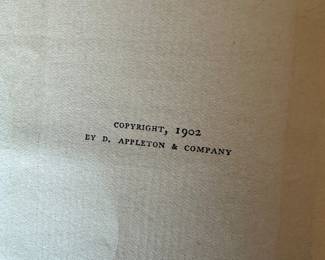 COPYRIGHT, 1902
BY D. APPLETON & COMPANY